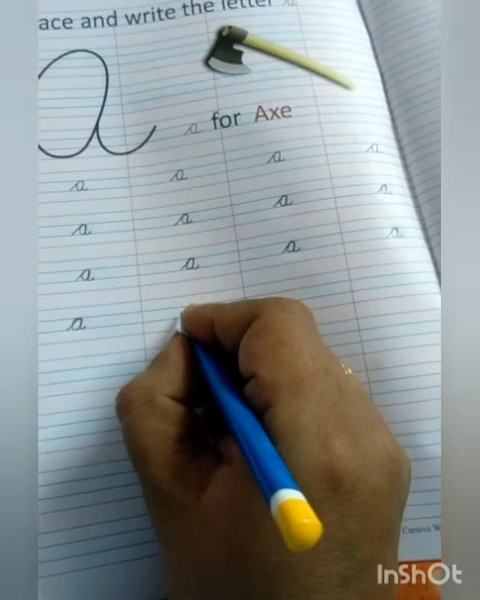 ace and write the letter a
a
a for Axe
a a a a
a a a a
a a a a
a
Cursive W
InShOt